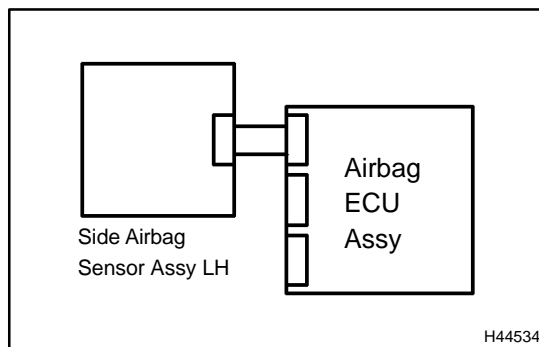 Airbag
ECU
Assy
Side Airbag
Sensor Assy LH
H44534